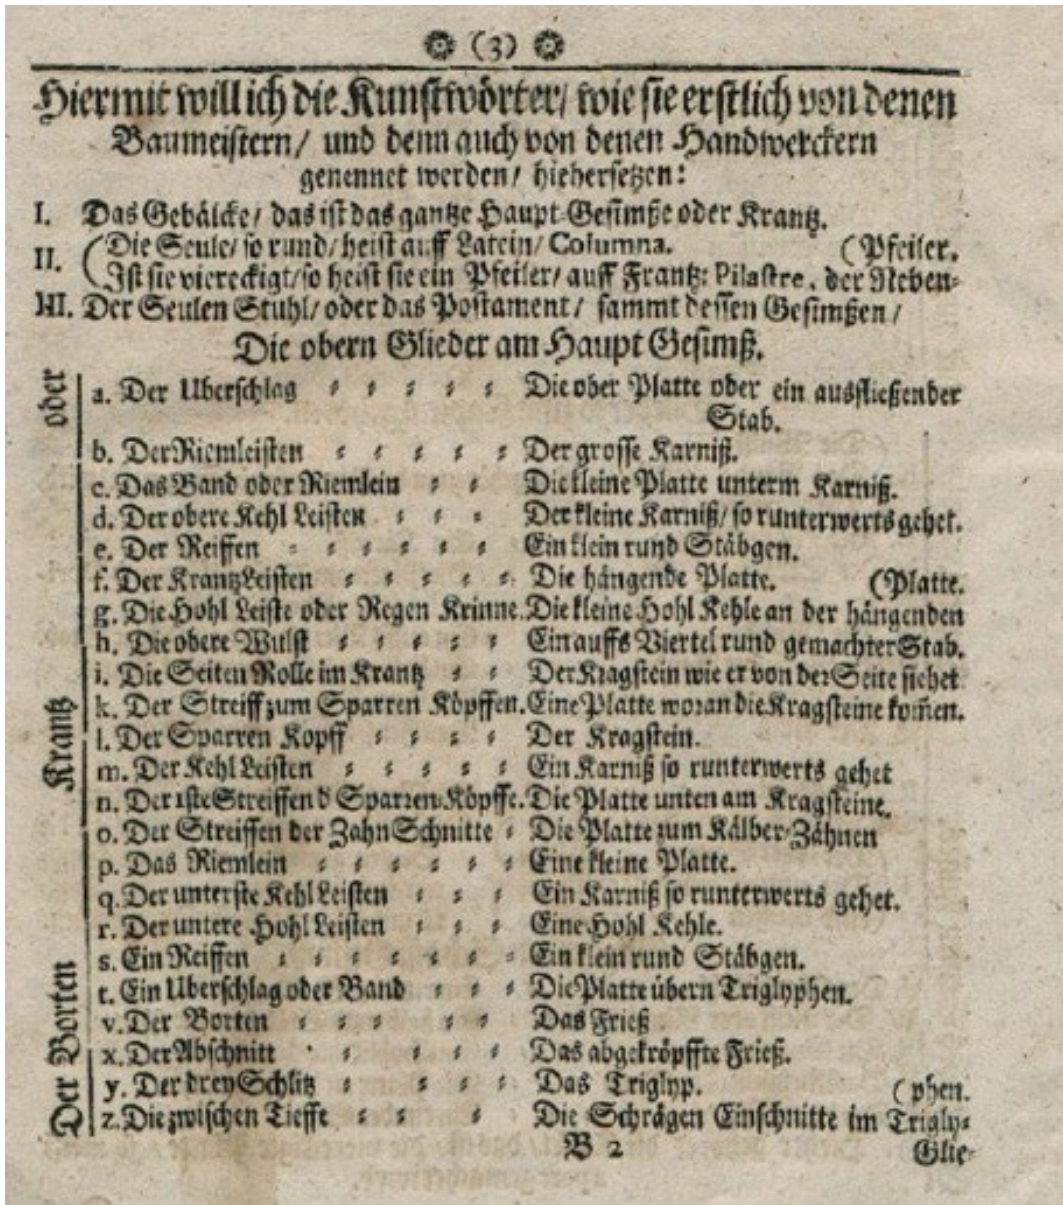 (3)
Hiermit will ich die Kunstwörter/ wie sie erstlich von denen
Baumeistern/ und denn auch von denen Handwerckern
genennet werden/ hiehersetzen:
I. Das Gebälcke/ das ist das gantze Haupt-Gesimße oder Krantz.
II. (Die Seule/ so rund/ heist auff Latein/ Columna. (Pfeiler.
Ist sie viereckigt/ so heist sie ein Pfeiler/ auff Frantz: Pilastre, der Neben-
III. Der Seulen Stuhl/ oder das Postament/ sammt dessen Gesimßen/
Die obern Glieder am Haupt Gesimß.
a. Der Uberschlag ⸗ ⸗ ⸗ ⸗ ⸗ Die ober Platte oder ein ausfließender
Stab.
b. Der Riemleisten ⸗ ⸗ ⸗ ⸗ ⸗ Der grosse Karniß.
c. Das Band oder Riemlein ⸗ ⸗ Die kleine Platte unterm Karniß.
d. Der obere Kehl Leisten ⸗ ⸗ ⸗ Der kleine Karniß/ so runterwerts gehet.
e. Der Reiffen ⸗ ⸗ ⸗ ⸗ ⸗ ⸗ Ein klein rund Stäbgen.
f. Der Krantz Leisten ⸗ ⸗ ⸗ ⸗ ⸗ Die hängende Platte. (Platte.
g. Die Hohl Leiste oder Regen Krinne. Die kleine Hohl Kehle an der hängenden
h. Die obere Wulst ⸗ ⸗ ⸗ ⸗ ⸗ Ein auffs Viertel rund gemachter Stab.
i. Die Seiten Rolle im Krantz ⸗ ⸗ Der Kragstein wie er von der Seite siehet
k. Der Streiff zum Sparren Köpffen. Eine Platte woran die Kragsteine kom̃en.
l. Der Sparren Kopff ⸗ ⸗ ⸗ ⸗ Der Kragstein.
m. Der Kehl Leisten ⸗ ⸗ ⸗ ⸗ ⸗ Ein Karniß so runterwerts gehet
n. Der 1ste Streiffen d Sparren-Köpffe. Die Platte unten am Kragsteine.
o. Der Streiffen der Zahn Schnitte ⸗ Die Platte zum Kälber-Zähnen
p. Das Riemlein ⸗ ⸗ ⸗ ⸗ ⸗ ⸗ Eine kleine Platte.
q. Der unterste Kehl Leisten ⸗ ⸗ ⸗ Ein Karniß so runterwerts gehet.
r. Der untere Hohl Leisten ⸗ ⸗ ⸗ Eine Hohl Kehle.
s. Ein Reiffen ⸗ ⸗ ⸗ ⸗ ⸗ ⸗ ⸗ Ein klein rund Stäbgen.
t. Ein Uberschlag oder Band ⸗ ⸗ ⸗ Die Platte übern Triglyphen.
v. Der Borten ⸗ ⸗ ⸗ ⸗ ⸗ Das Frieß
x. Der Abschnitt ⸗ ⸗ ⸗ ⸗ ⸗ Das abgekröpffte Frieß.
y. Der drey Schlitz ⸗ ⸗ ⸗ ⸗ Das Triglyp. (phen.
z. Die zwischen Tieffe ⸗ ⸗ ⸗ Die Schrägen Einschnitte im Trigly-
B 2 Glie-
oder
Krantz
Der Borten